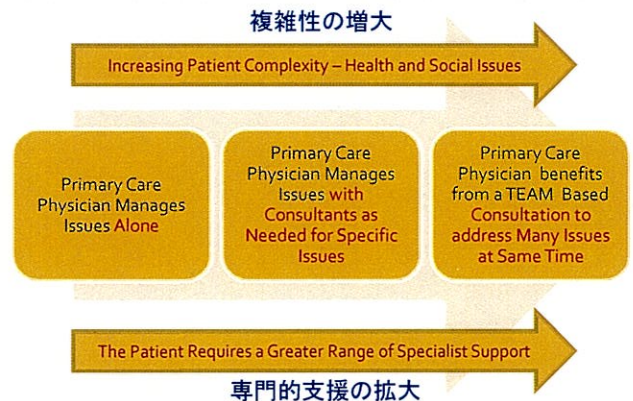 複雑性の増大
Increasing Patient Complexity – Health and Social Issues
Primary Care
Physician Manages
Issues Alone
Primary Care
Physician Manages
Issues with
Consultants as
Needed for Specific
Issues
Primary Care
Physician benefits
from a TEAM Based
Consultation to
address Many Issues
at Same Time
The Patient Requires a Greater Range of Specialist Support
専門的支援の拡大